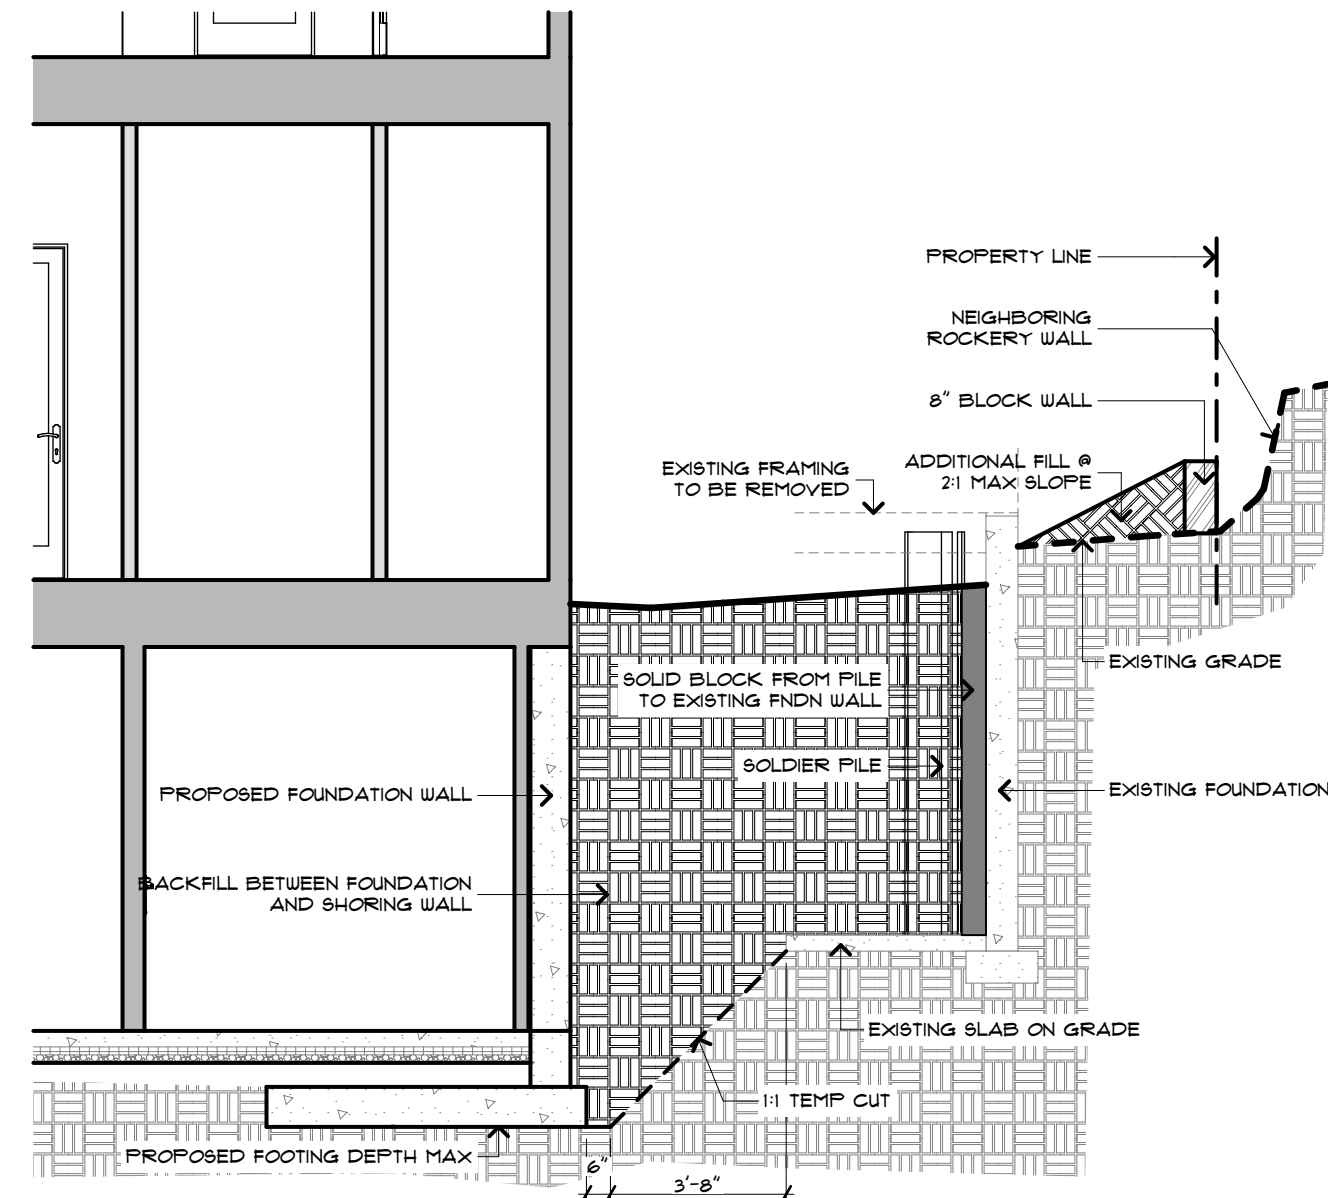 PROPERTY LINE
NEIGHBORING
ROCKERY WALL
8" BLOCK WALL
EXISTING FRAMING
TO BE REMOVED
ADDITIONAL FILL @
2:1 MAX SLOPE
EXISTING GRADE
SOLID BLOCK FROM PILE
TO EXISTING FNDN WALL
SOLDIER PILE
PROPOSED FOUNDATION WALL
EXISTING FOUNDATION
BACKFILL BETWEEN FOUNDATION
AND SHORING WALL
EXISTING SLAB ON GRADE
1:1 TEMP CUT
PROPOSED FOOTING DEPTH MAX
6"
3'-8"